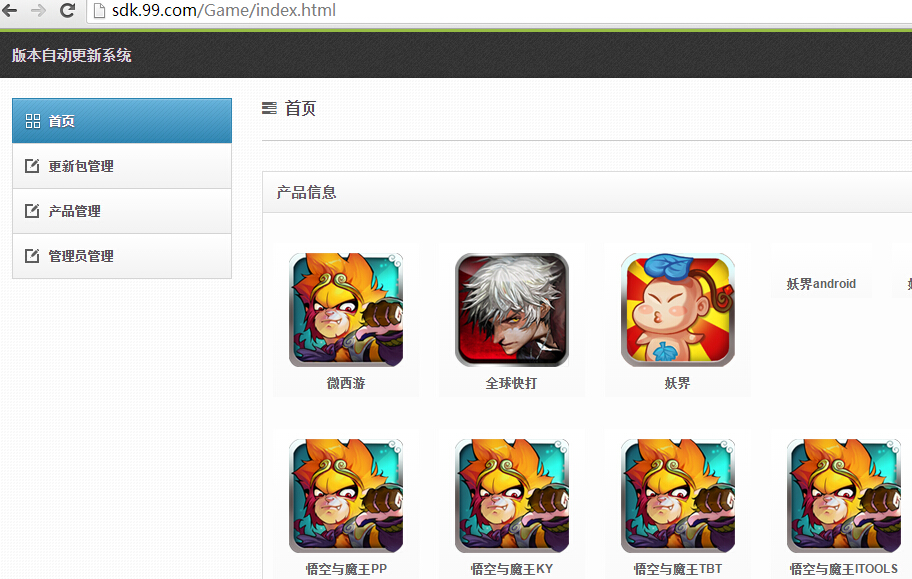 sdk.99.com/Game/index.html
版本自动更新系统
首页
更新包管理
产品管理
管理员管理
首页
产品信息
微西游
全球快打
妖界
妖界android
悟空与魔王PP
悟空与魔王KY
悟空与魔王TBT
悟空与魔王ITOOLS